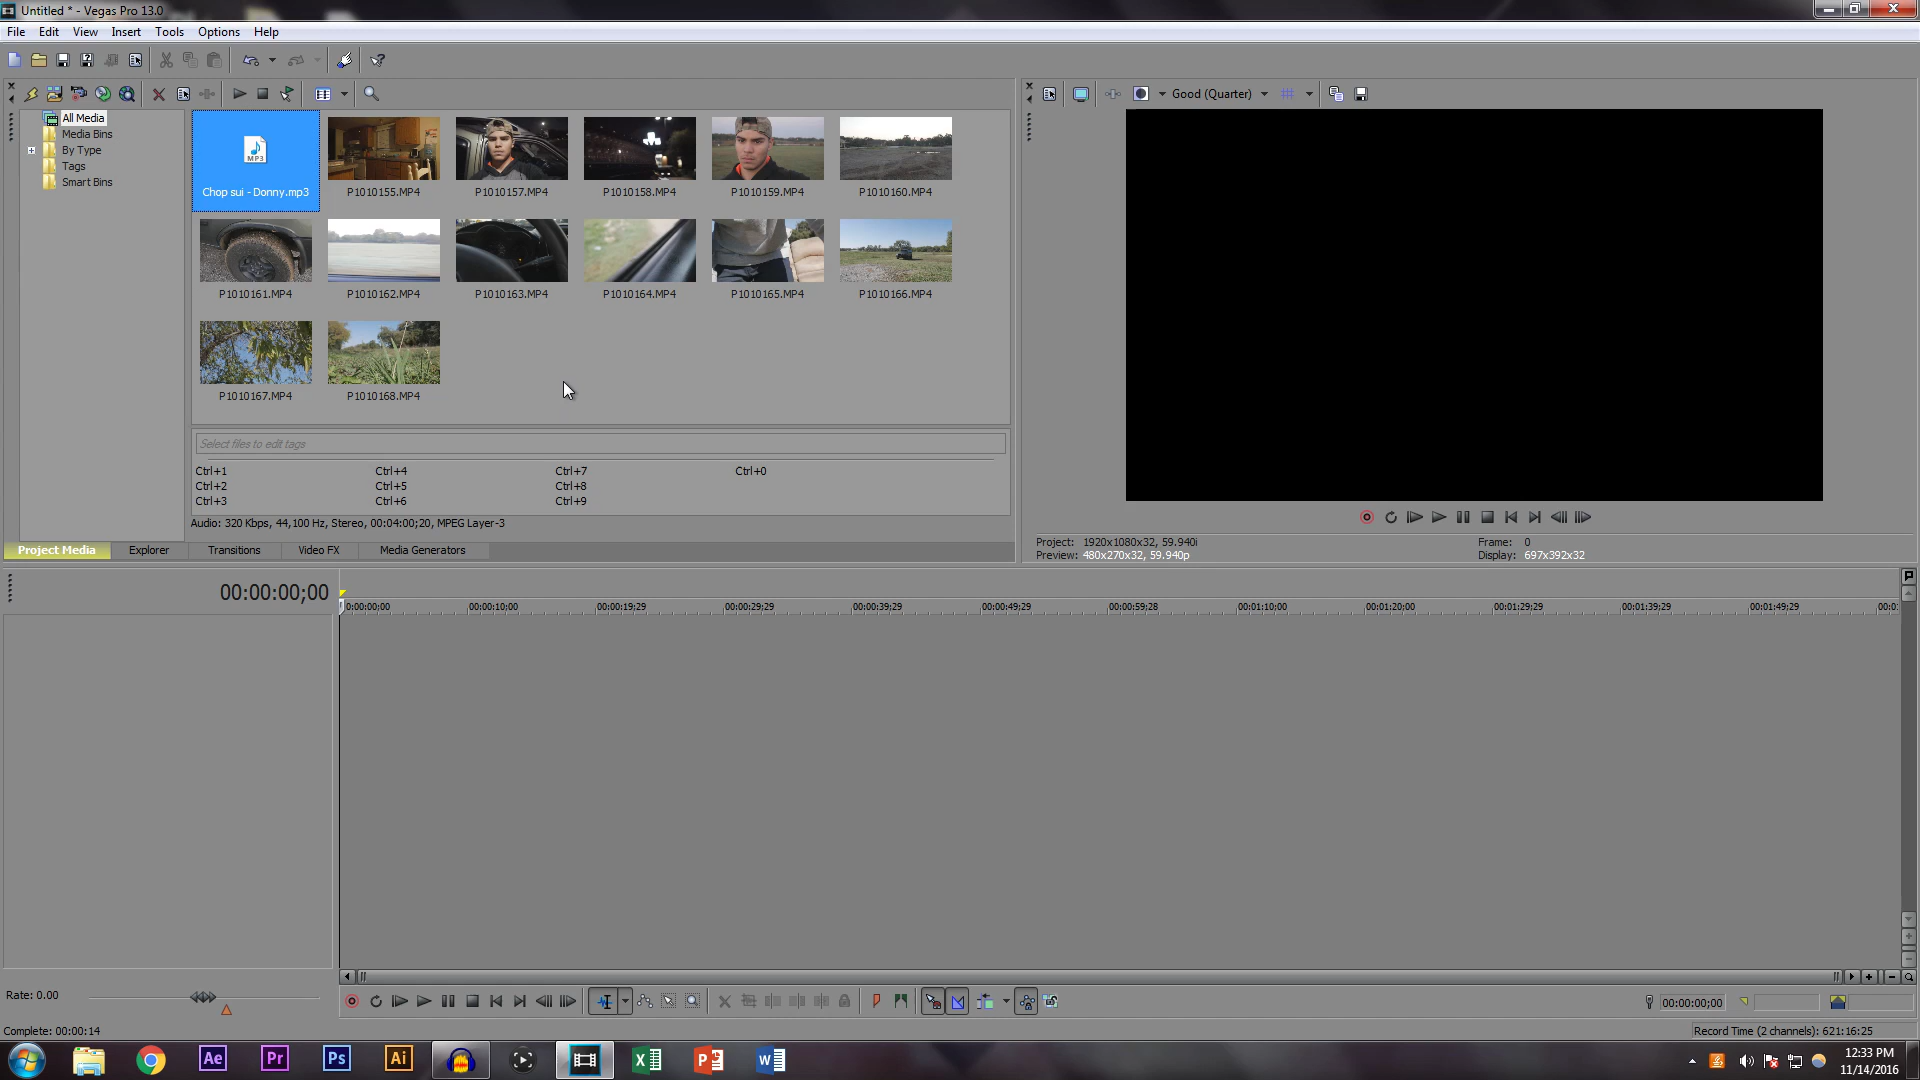 Untitled * - Vegas Pro 13.0
File Edit View Insert Tools Options Help
Good (Quarter)
All Media
Media Bins
By Type
Tags
Smart Bins
MP3
Chop sui - Donny.mp3 P1010155.MP4 P1010157.MP4 P1010158.MP4 P1010159.MP4 P1010160.MP4
P1010161.MP4 P1010162.MP4 P1010163.MP4 P1010164.MP4 P1010165.MP4 P1010166.MP4
P1010167.MP4 P1010168.MP4
Select files to edit tags
Ctrl+1 Ctrl+4 Ctrl+7 Ctrl+0
Ctrl+2 Ctrl+5 Ctrl+8
Ctrl+3 Ctrl+6 Ctrl+9
Audio: 320 Kbps, 44,100 Hz, Stereo, 00:04:00;20, MPEG Layer-3
Project Media Explorer Transitions Video FX Media Generators
Project: 1920x1080x32, 59.940i Frame: 0
Preview: 480x270x32, 59.940p Display: 697x392x32
00:00:00;00
0:00:00;00 00:00:10;00 00:00:19;29 00:00:29;29 00:00:39;29 00:00:49;29 00:00:59;28 00:01:10;00 00:01:20;00 00:01:29;29 00:01:39;29 00:01:49;29 00:0
Rate: 0.00
00:00:00;00
Complete: 00:00:14
Record Time (2 channels): 621:16:25
Ae Pr Ps Ai X P W
12:33 PM
11/14/2016